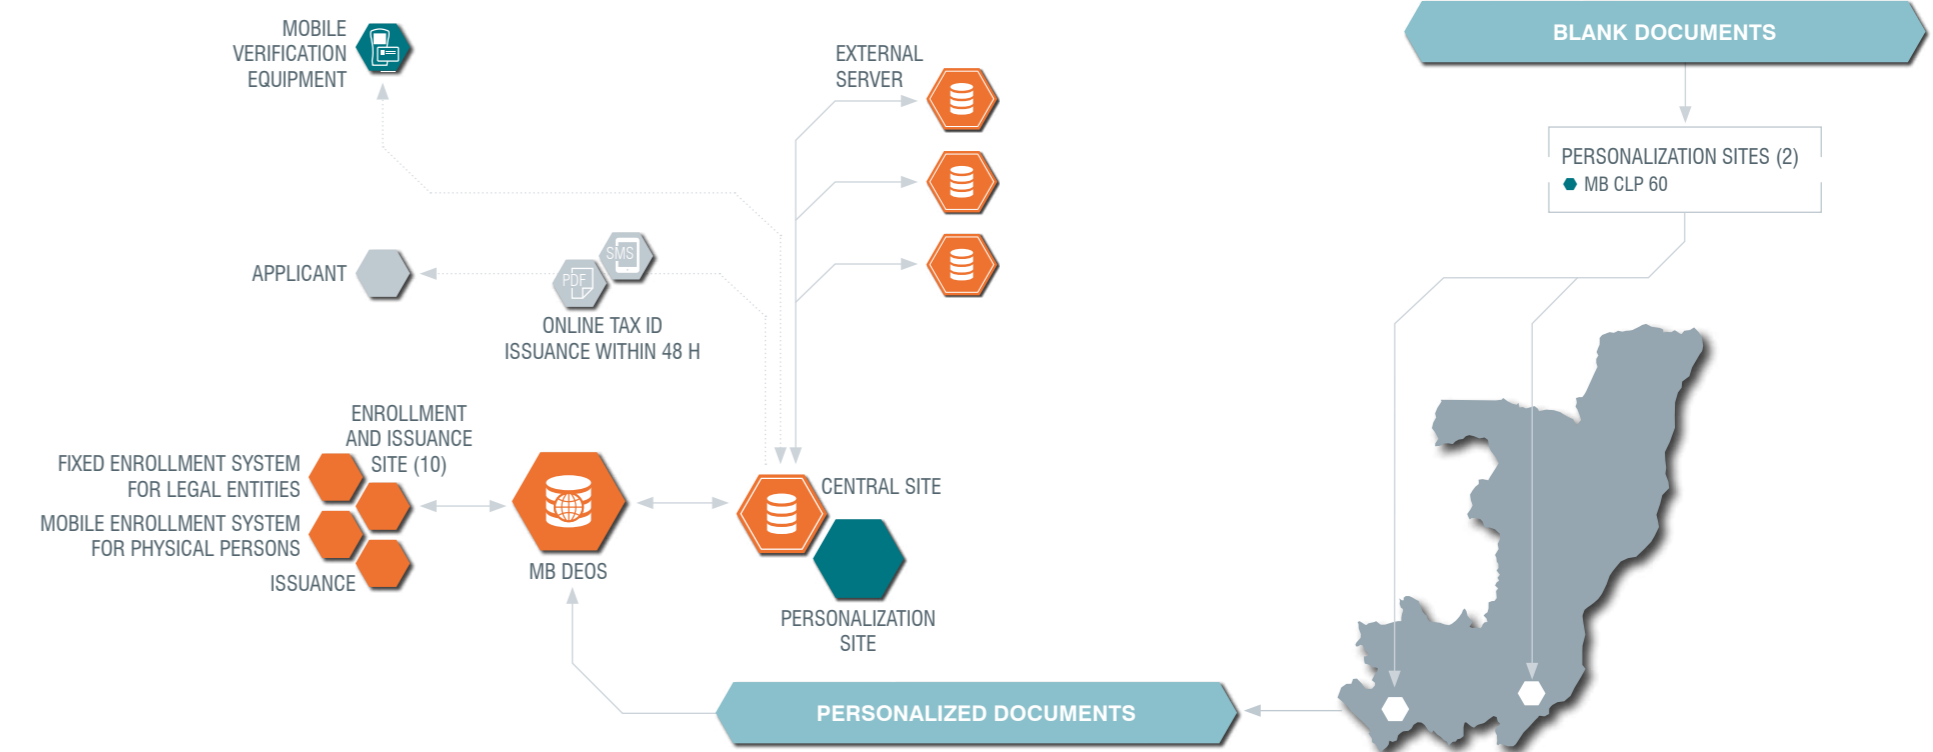 MOBILE
VERIFICATION
EQUIPMENT
EXTERNAL
SERVER
BLANK DOCUMENTS
PERSONALIZATION SITES (2)
MB CLP 60
APPLICANT
SMS
PDF
ONLINE TAX ID
ISSUANCE WITHIN 48 H
ENROLLMENT
AND ISSUANCE
SITE (10)
FIXED ENROLLMENT SYSTEM
FOR LEGAL ENTITIES
MOBILE ENROLLMENT SYSTEM
FOR PHYSICAL PERSONS
ISSUANCE
MB DEOS
CENTRAL SITE
PERSONALIZATION
SITE
PERSONALIZED DOCUMENTS